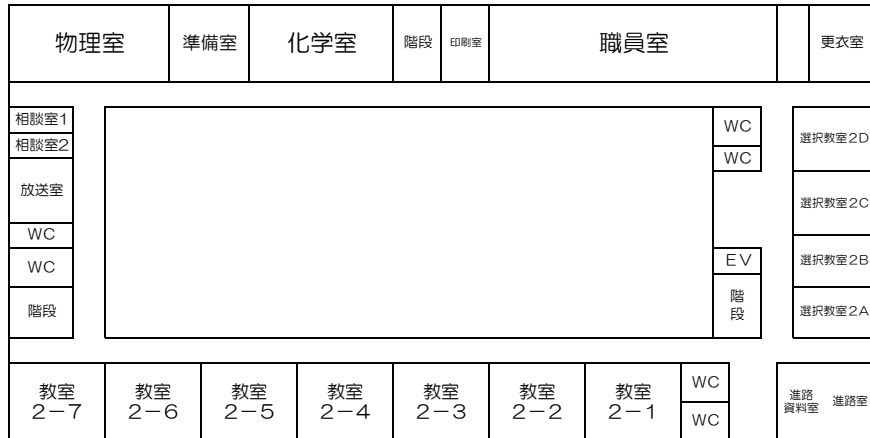 物理室
準備室
化学室
階段
印刷室
職員室
更衣室
相談室1
相談室2
放送室
WC
WC
階段
WC
WC
EV
階
段
選択教室2D
選択教室2C
選択教室2B
選択教室2A
教室
2-7
教室
2-6
教室
2-5
教室
2-4
教室
2-3
教室
2-2
教室
2-1
WC
WC
進路
資料室
進路室